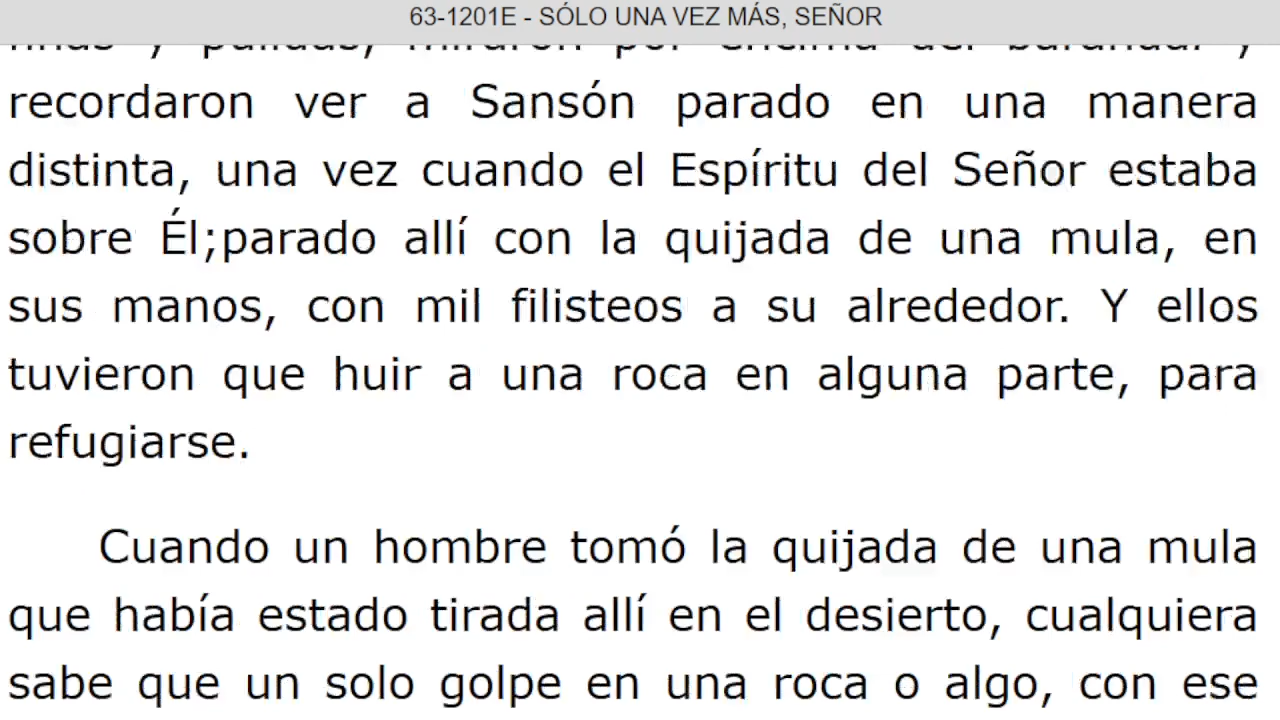 63-1201E - SÓLO UNA VEZ MÁS, SEÑOR
recordaron ver a Sansón parado en una manera
distinta, una vez cuando el Espíritu del Señor estaba
sobre Él;parado allí con la quijada de una mula, en
sus manos, con mil filisteos a su alrededor. Y ellos
tuvieron que huir a una roca en alguna parte, para
refugiarse.
Cuando un hombre tomó la quijada de una mula
que había estado tirada allí en el desierto, cualquiera
sabe que un solo golpe en una roca o algo, con ese